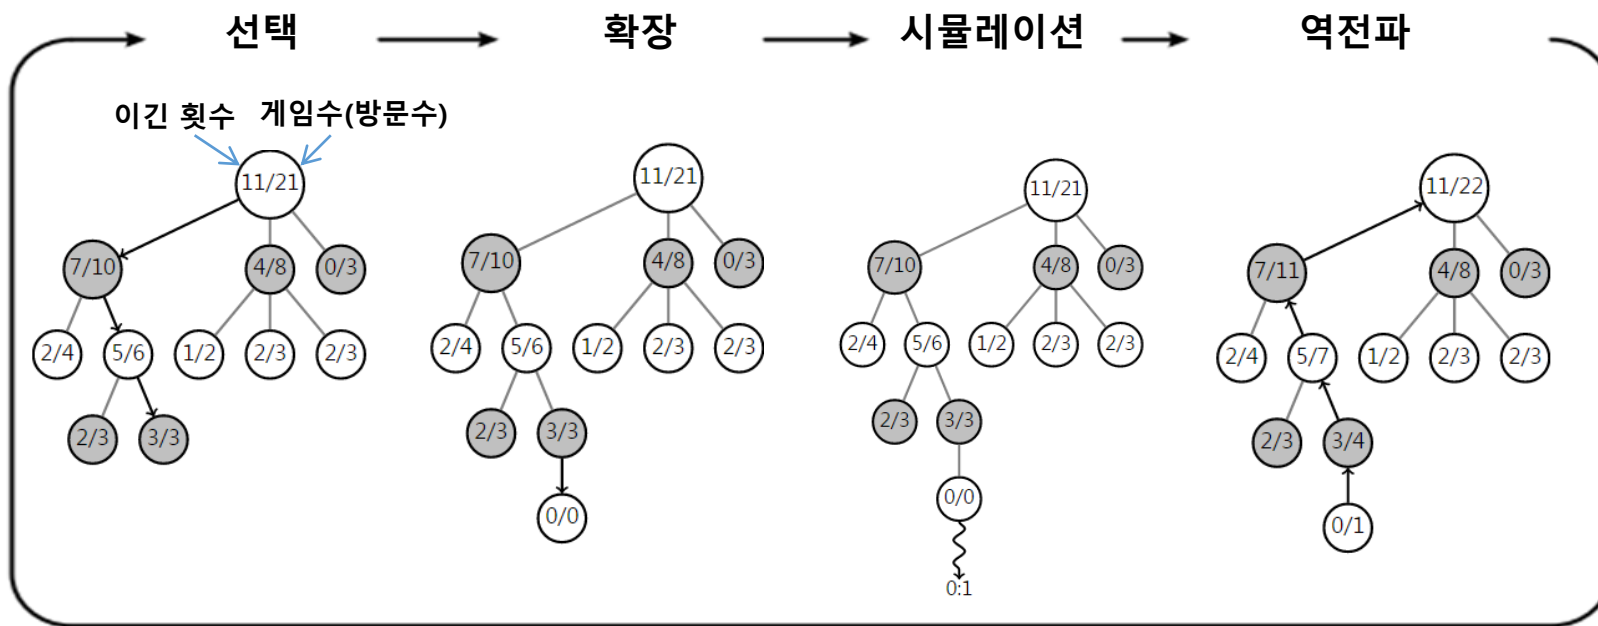 선택 확장 시뮬레이션 역전파
이긴 횟수 게임수(방문수)
11/21 11/21 11/21 11/22
7/10 4/8 0/3 7/10 4/8 0/3 7/10 4/8 0/3 7/11 4/8 0/3
2/4 5/6 1/2 2/3 2/3 2/4 5/6 1/2 2/3 2/3 2/4 5/6 1/2 2/3 2/3 2/4 5/7 1/2 2/3 2/3
2/3 3/3 2/3 3/3 2/3 3/3 2/3 3/4
0/0 0/0 0/1
0:1